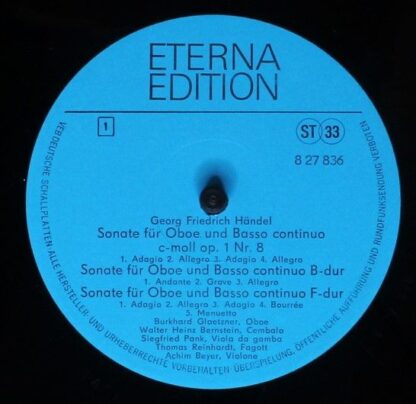 ETERNA
EDITION
1
ST 33
8 27 836
Georg Friedrich Händel
Sonate für Oboe und Basso continuo
c-moll op. 1 Nr. 8
1. Adagio 2. Allegro 3. Adagio 4. Allegro
Sonate für Oboe und Basso continuo B-dur
1. Andante 2. Grave 3. Allegro
Sonate für Oboe und Basso continuo F-dur
1. Adagio 2. Allegro 3. Adagio 4. Bourrée
5. Menuetto
Burkhard Glaetzner, Oboe
Walter Heinz Bernstein, Cembalo
Siegfried Pank, Viola da gamba
Thomas Reinhardt, Fagott
Achim Beyer, Violone
VEB DEUTSCHE SCHALLPLATTEN ALLE HERSTELLER- UND URHEBERRECHTE VORBEHALTEN ÜBERSPIELUNG, ÖFFENTLICHE AUFFÜHRUNG UND RUNDFUNKSENDUNG VERBOTEN